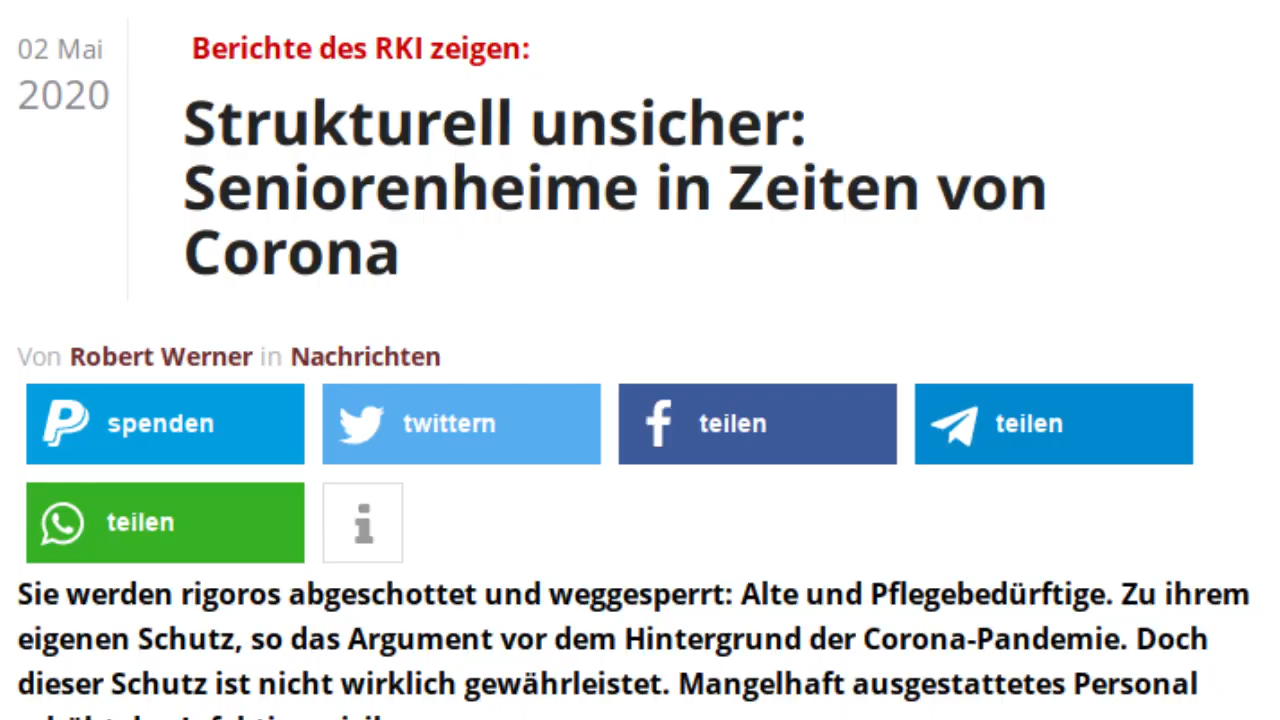 02 Mai
2020
Berichte des RKI zeigen:
Strukturell unsicher:
Seniorenheime in Zeiten von
Corona
Von Robert Werner in Nachrichten
spenden
twittern
teilen
teilen
teilen
Sie werden rigoros abgeschottet und weggesperrt: Alte und Pflegebedürftige. Zu ihrem
eigenen Schutz, so das Argument vor dem Hintergrund der Corona-Pandemie. Doch
dieser Schutz ist nicht wirklich gewährleistet. Mangelhaft ausgestattetes Personal